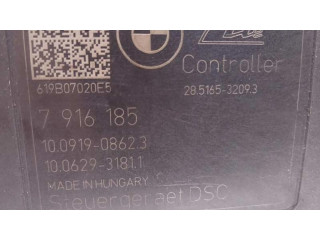 Controller
619B07020E5
28.5165-3209.3
7 916 185
10.0919-0862.3
10.0629-3181.1
MADE IN HUNGARY
Steuergeraet DSC